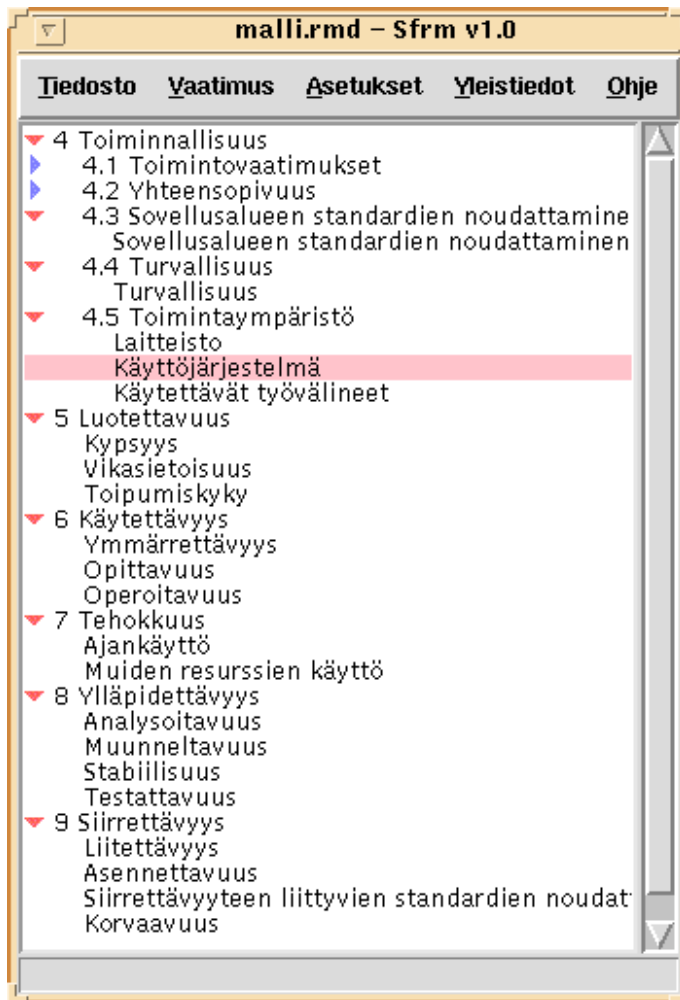 malli.rmd – Sfrm v1.0
Tiedosto Vaatimus Asetukset Yleistiedot Ohje
4 Toiminnallisuus
4.1 Toimintovaatimukset
4.2 Yhteensopivuus
4.3 Sovellusalueen standardien noudattamine
Sovellusalueen standardien noudattaminen
4.4 Turvallisuus
Turvallisuus
4.5 Toimintaympäristö
Laitteisto
Käyttöjärjestelmä
Käytettävät työvälineet
5 Luotettavuus
Kypsyys
Vikasietoisuus
Toipumiskyky
6 Käytettävyys
Ymmärrettävyys
Opittavuus
Operoitavuus
7 Tehokkuus
Ajankäyttö
Muiden resurssien käyttö
8 Ylläpidettävyys
Analysoitavuus
Muunneltavuus
Stabiilisuus
Testattavuus
9 Siirrettävyys
Liitettävyys
Asennettavuus
Siirrettävyyteen liittyvien standardien noudat
Korvaavuus